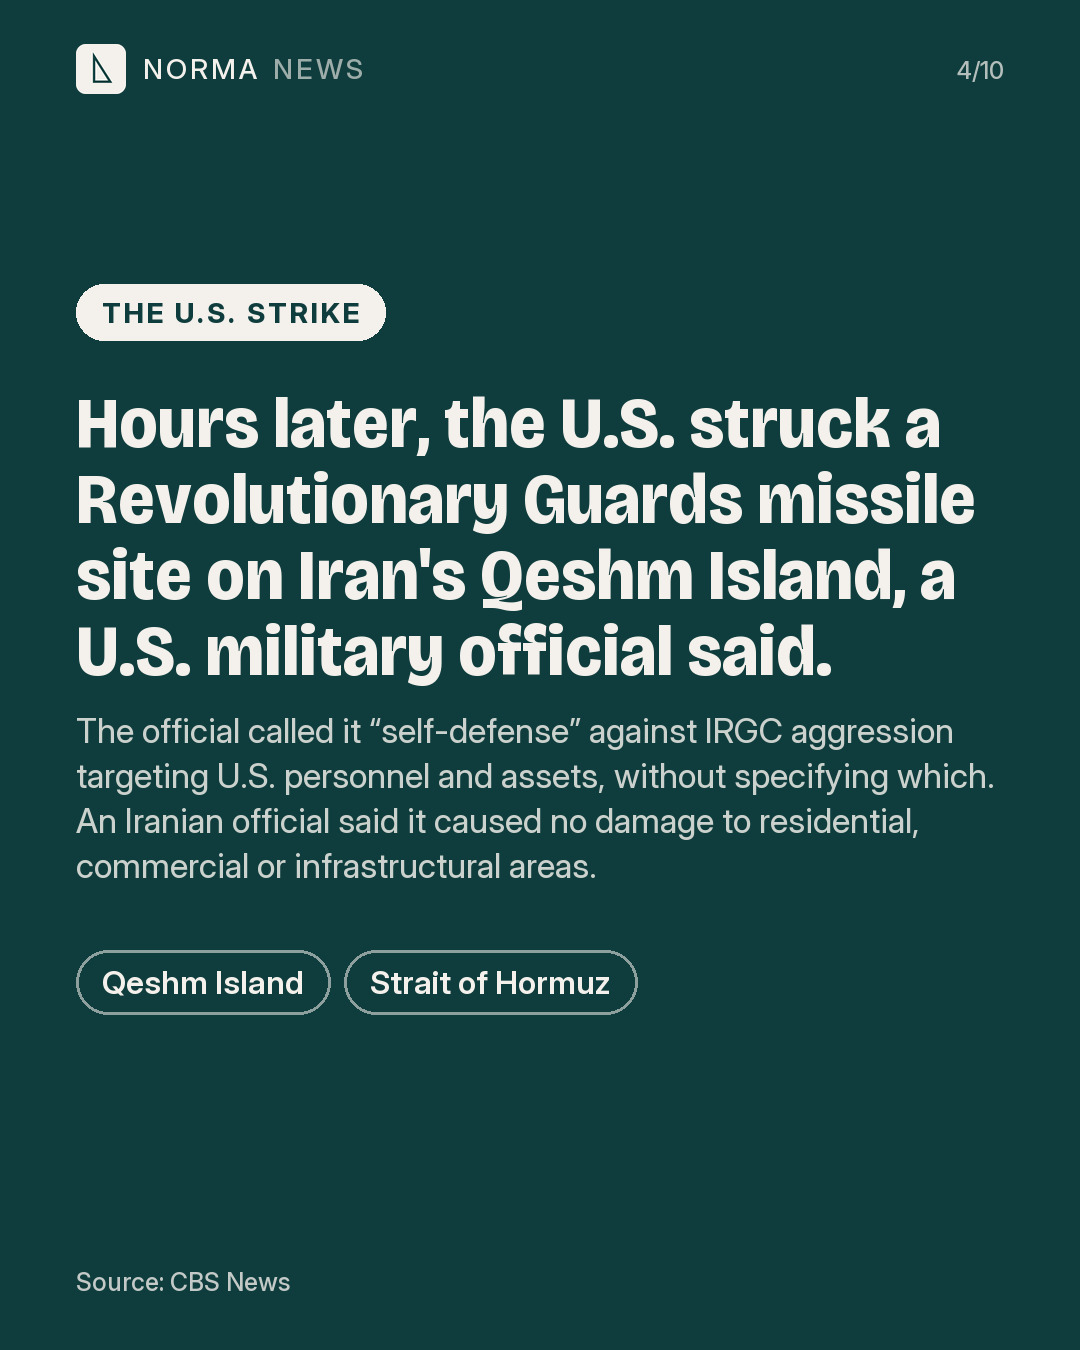 NORMA NEWS
4/10
THE U.S. STRIKE
Hours later, the U.S. struck a
Revolutionary Guards missile
site on Iran's Qeshm Island, a
U.S. military official said.
The official called it “self-defense” against IRGC aggression
targeting U.S. personnel and assets, without specifying which.
An Iranian official said it caused no damage to residential,
commercial or infrastructural areas.
Qeshm Island
Strait of Hormuz
Source: CBS News